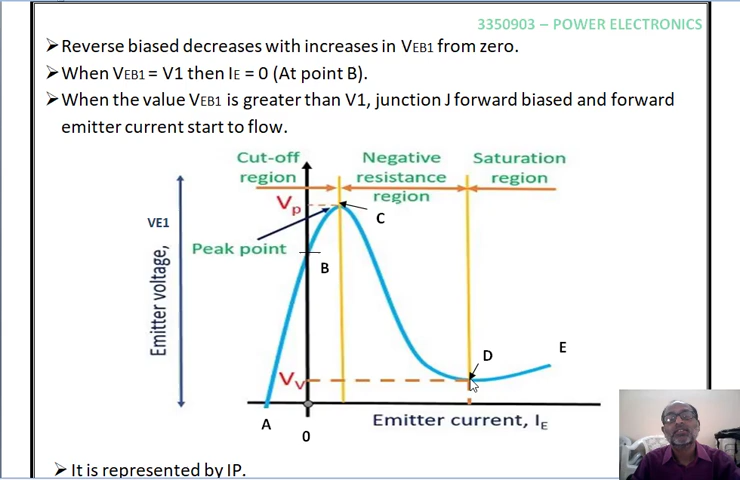 3350903 – POWER ELECTRONICS
➢Reverse biased decreases with increases in VEB1 from zero.
➢When VEB1 = V1 then IE = 0 (At point B).
➢When the value VEB1 is greater than V1, junction J forward biased and forward
emitter current start to flow.
Cut-off
region
Negative
resistance
region
Saturation
region
Vp
C
VE1
Peak point
B
Emitter voltage,
D
E
Vv
A
0
Emitter current, IE
➢It is represented by IP.